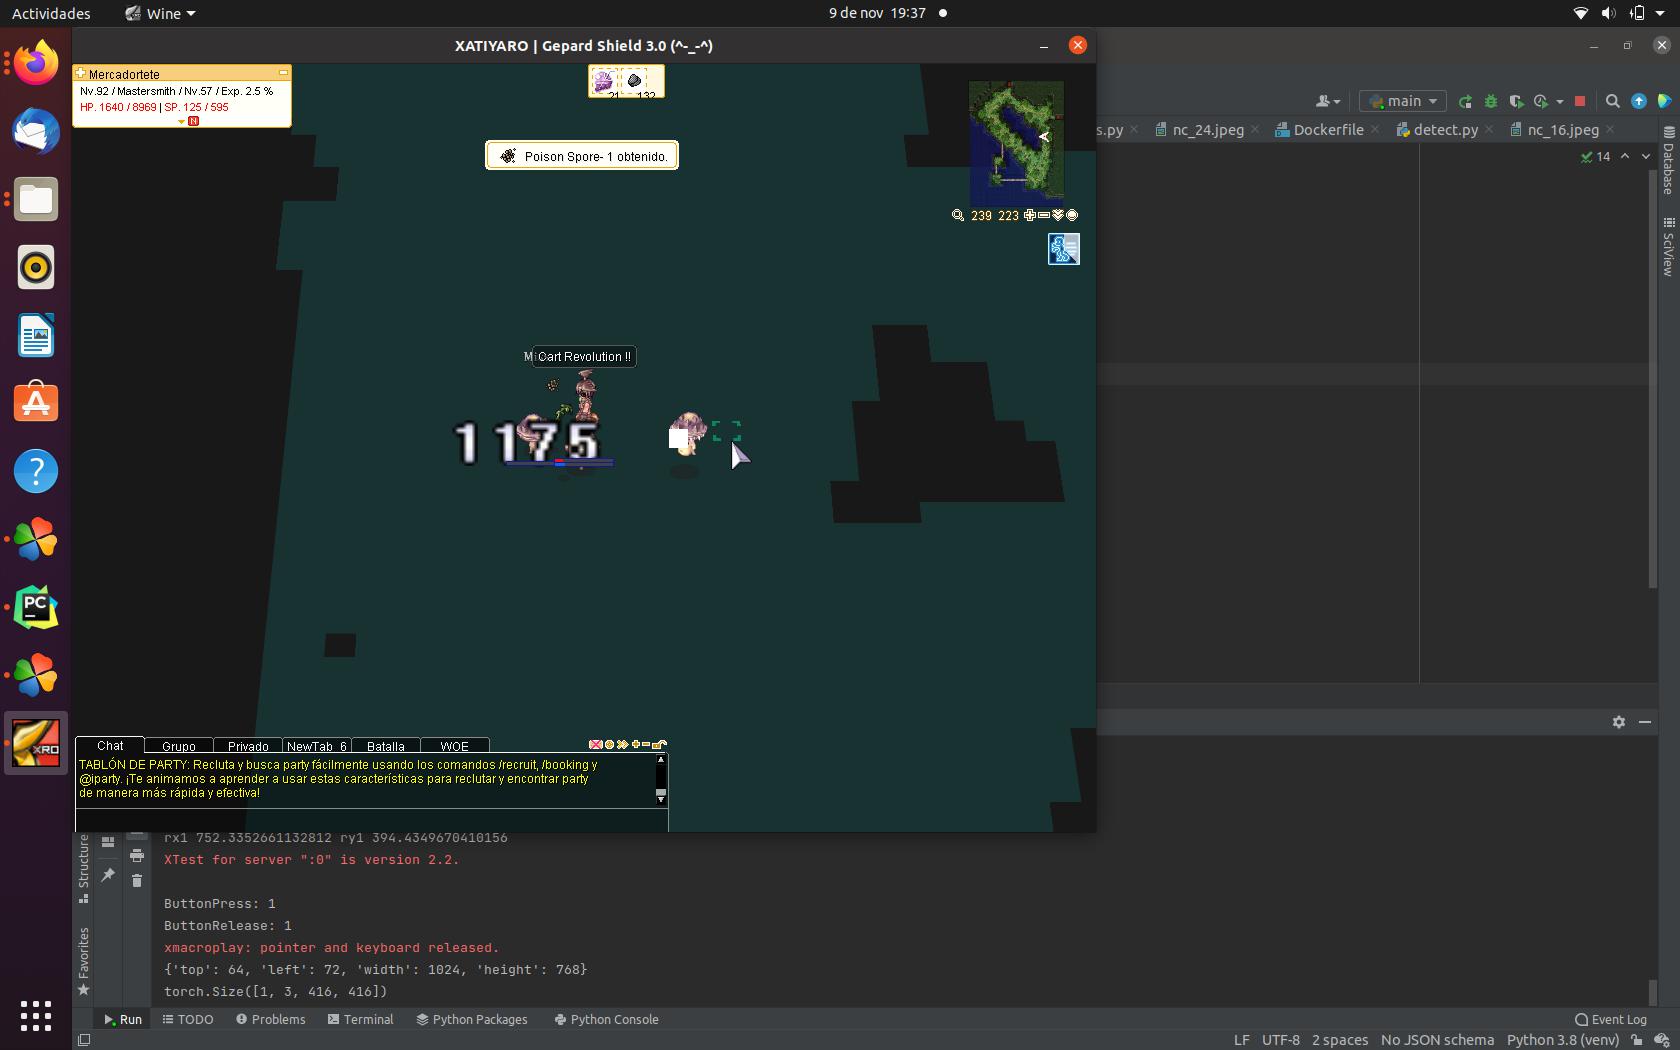 Actividades
Wine
9 de nov 19:37
XATIYARO | Gepard Shield 3.0 (^-_-^)
Mercadortete
Nv.92 / Mastersmith / Nv.57 / Exp. 2.5 %
HP. 1640 / 8969 | SP. 125 / 595
N
21
132
Poison Spore- 1 obtenido.
239 223
main
s.py
nc_24.jpeg
Dockerfile
detect.py
nc_16.jpeg
14
Database
SciView
Cart Revolution !!
1175
PC
XRO
Chat
Grupo
Privado
NewTab_6
Batalla
WOE
TABLÓN DE PARTY: Recluta y busca party fácilmente usando los comandos /recruit, /booking y
@iparty. ¡Te animamos a aprender a usar estas características para reclutar y encontrar party
de manera más rápida y efectiva!
Structure
Favorites
rx1 752.3352661132812 ry1 394.4349670410156
XTest for server ":0" is version 2.2.
ButtonPress: 1
ButtonRelease: 1
xmacroplay: pointer and keyboard released.
{'top': 64, 'left': 72, 'width': 1024, 'height': 768}
torch.Size([1, 3, 416, 416])
Run
TODO
Problems
Terminal
Python Packages
Python Console
Event Log
LF
UTF-8
2 spaces
No JSON schema
Python 3.8 (venv)